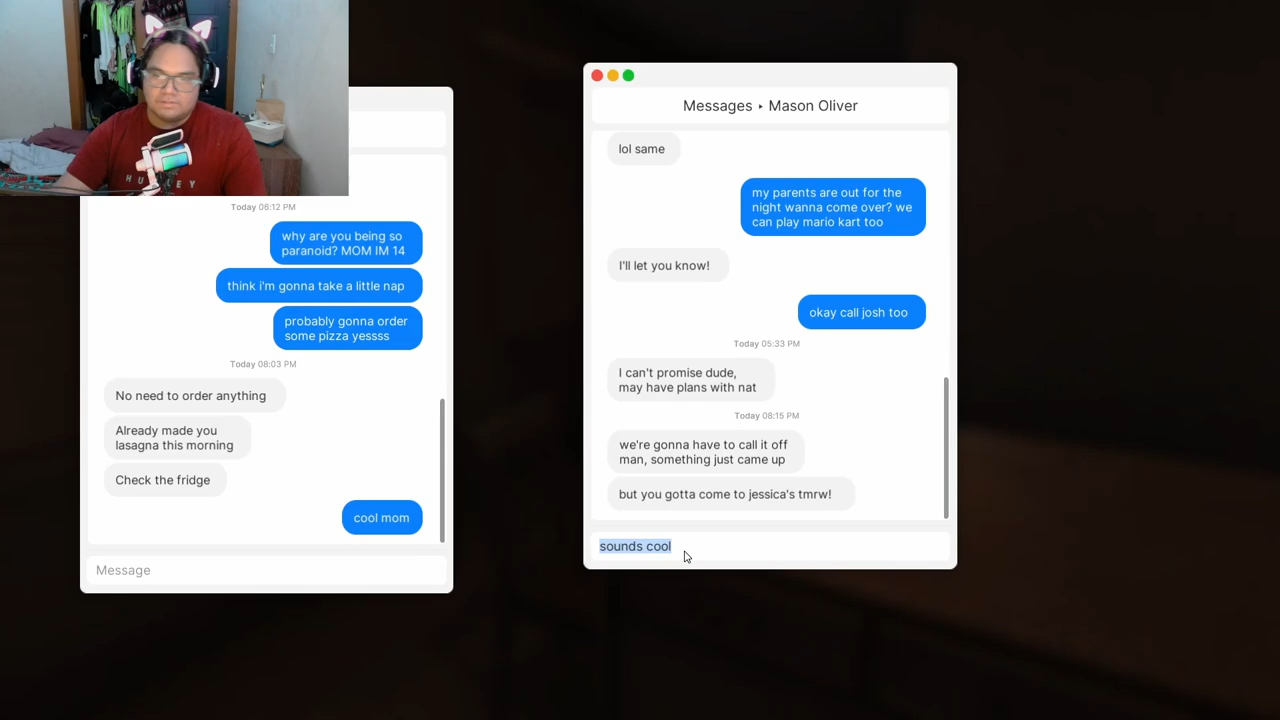 HURLEY
Today 08:12 PM
why are you being so
paranoid? MOM IM 14
think i'm gonna take a little nap
probably gonna order
some pizza yessss
Today 08:03 PM
No need to order anything
Already made you
lasagna this morning
Check the fridge
cool mom
Message
Messages ‣ Mason Oliver
lol same
my parents are out for the
night wanna come over? we
can play mario kart too
I'll let you know!
okay call josh too
Today 05:33 PM
I can't promise dude,
may have plans with nat
Today 08:15 PM
we're gonna have to call it off
man, something just came up
but you gotta come to jessica's tmrw!
sounds cool